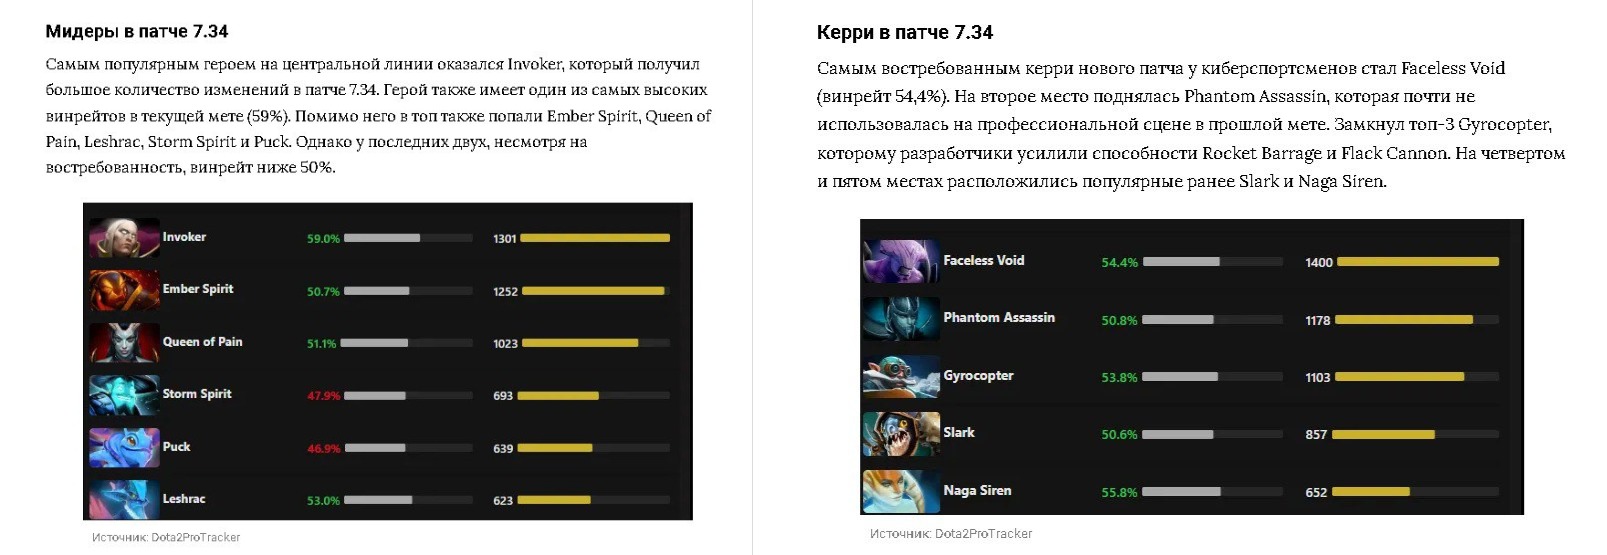 Мидеры в патче 7.34
Самым популярным героем на центральной линии оказался Invoker, который получил
большое количество изменений в патче 7.34. Герой также имеет один из самых высоких
винрейтов в текущей мете (59%). Помимо него в топ также попали Ember Spirit, Queen of
Pain, Leshrac, Storm Spirit и Puck. Однако у последних двух, несмотря на
востребованность, винрейт ниже 50%.
Invoker 59.0% 1301
Ember Spirit 50.7% 1252
Queen of Pain 51.1% 1023
Storm Spirit 47.9% 693
Puck 46.9% 639
Leshrac 53.0% 623
Источник: Dota2ProTracker
Керри в патче 7.34
Самым востребованным керри нового патча у киберспортсменов стал Faceless Void
(винрейт 54,4%). На второе место поднялась Phantom Assassin, которая почти не
использовалась на профессиональной сцене в прошлой мете. Замкнул топ-3 Gyrocopter,
которому разработчики усилили способности Rocket Barrage и Flack Cannon. На четвертом
и пятом местах расположились популярные ранее Slark и Naga Siren.
Faceless Void 54.4% 1400
Phantom Assassin 50.8% 1178
Gyrocopter 53.8% 1103
Slark 50.6% 857
Naga Siren 55.8% 652
Источник: Dota2ProTracker